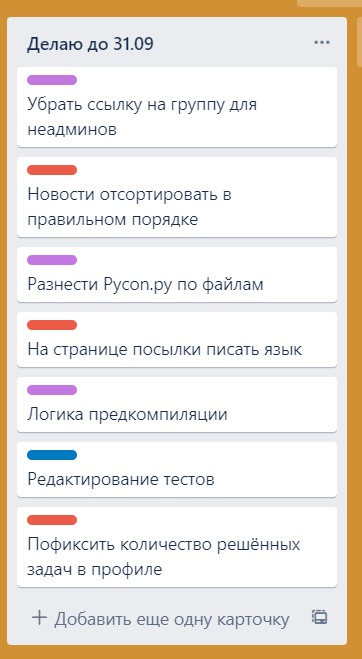 Делаю до 31.09
Убрать ссылку на группу для
неадминов
Новости отсортировать в
правильном порядке
Разнести Pycon.py по файлам
На странице посылки писать язык
Логика предкомпиляции
Редактирование тестов
Пофиксить количество решённых
задач в профиле
+ Добавить еще одну карточку